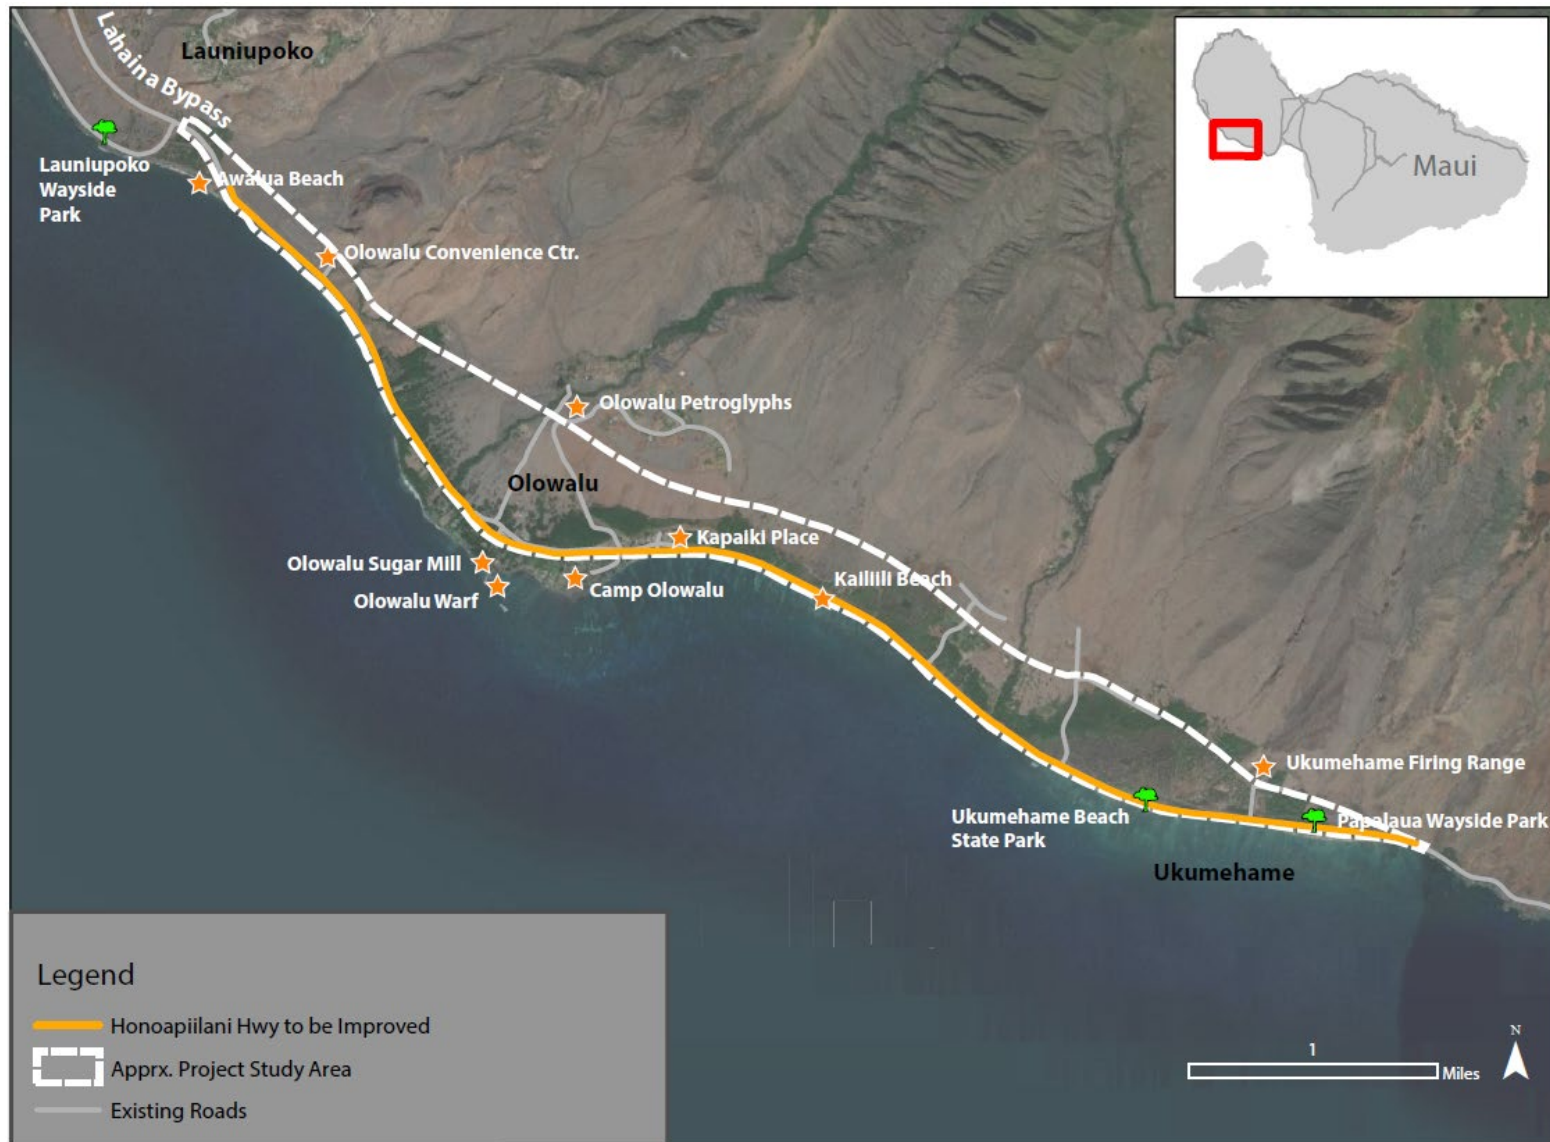 Launiupoko
Lahaina Bypass
Launiupoko
Wayside
Park
Awalua Beach
Maui
Olowalu Convenience Ctr.
Olowalu Petroglyphs
Olowalu
Kapaiki Place
Olowalu Sugar Mill
Olowalu Warf
Camp Olowalu
Kailiili Beach
Ukumehame Firing Range
Ukumehame Beach
State Park
Papalaua Wayside Park
Ukumehame
Legend
Honoapiilani Hwy to be Improved
Apprx. Project Study Area
Existing Roads
1
Miles
N